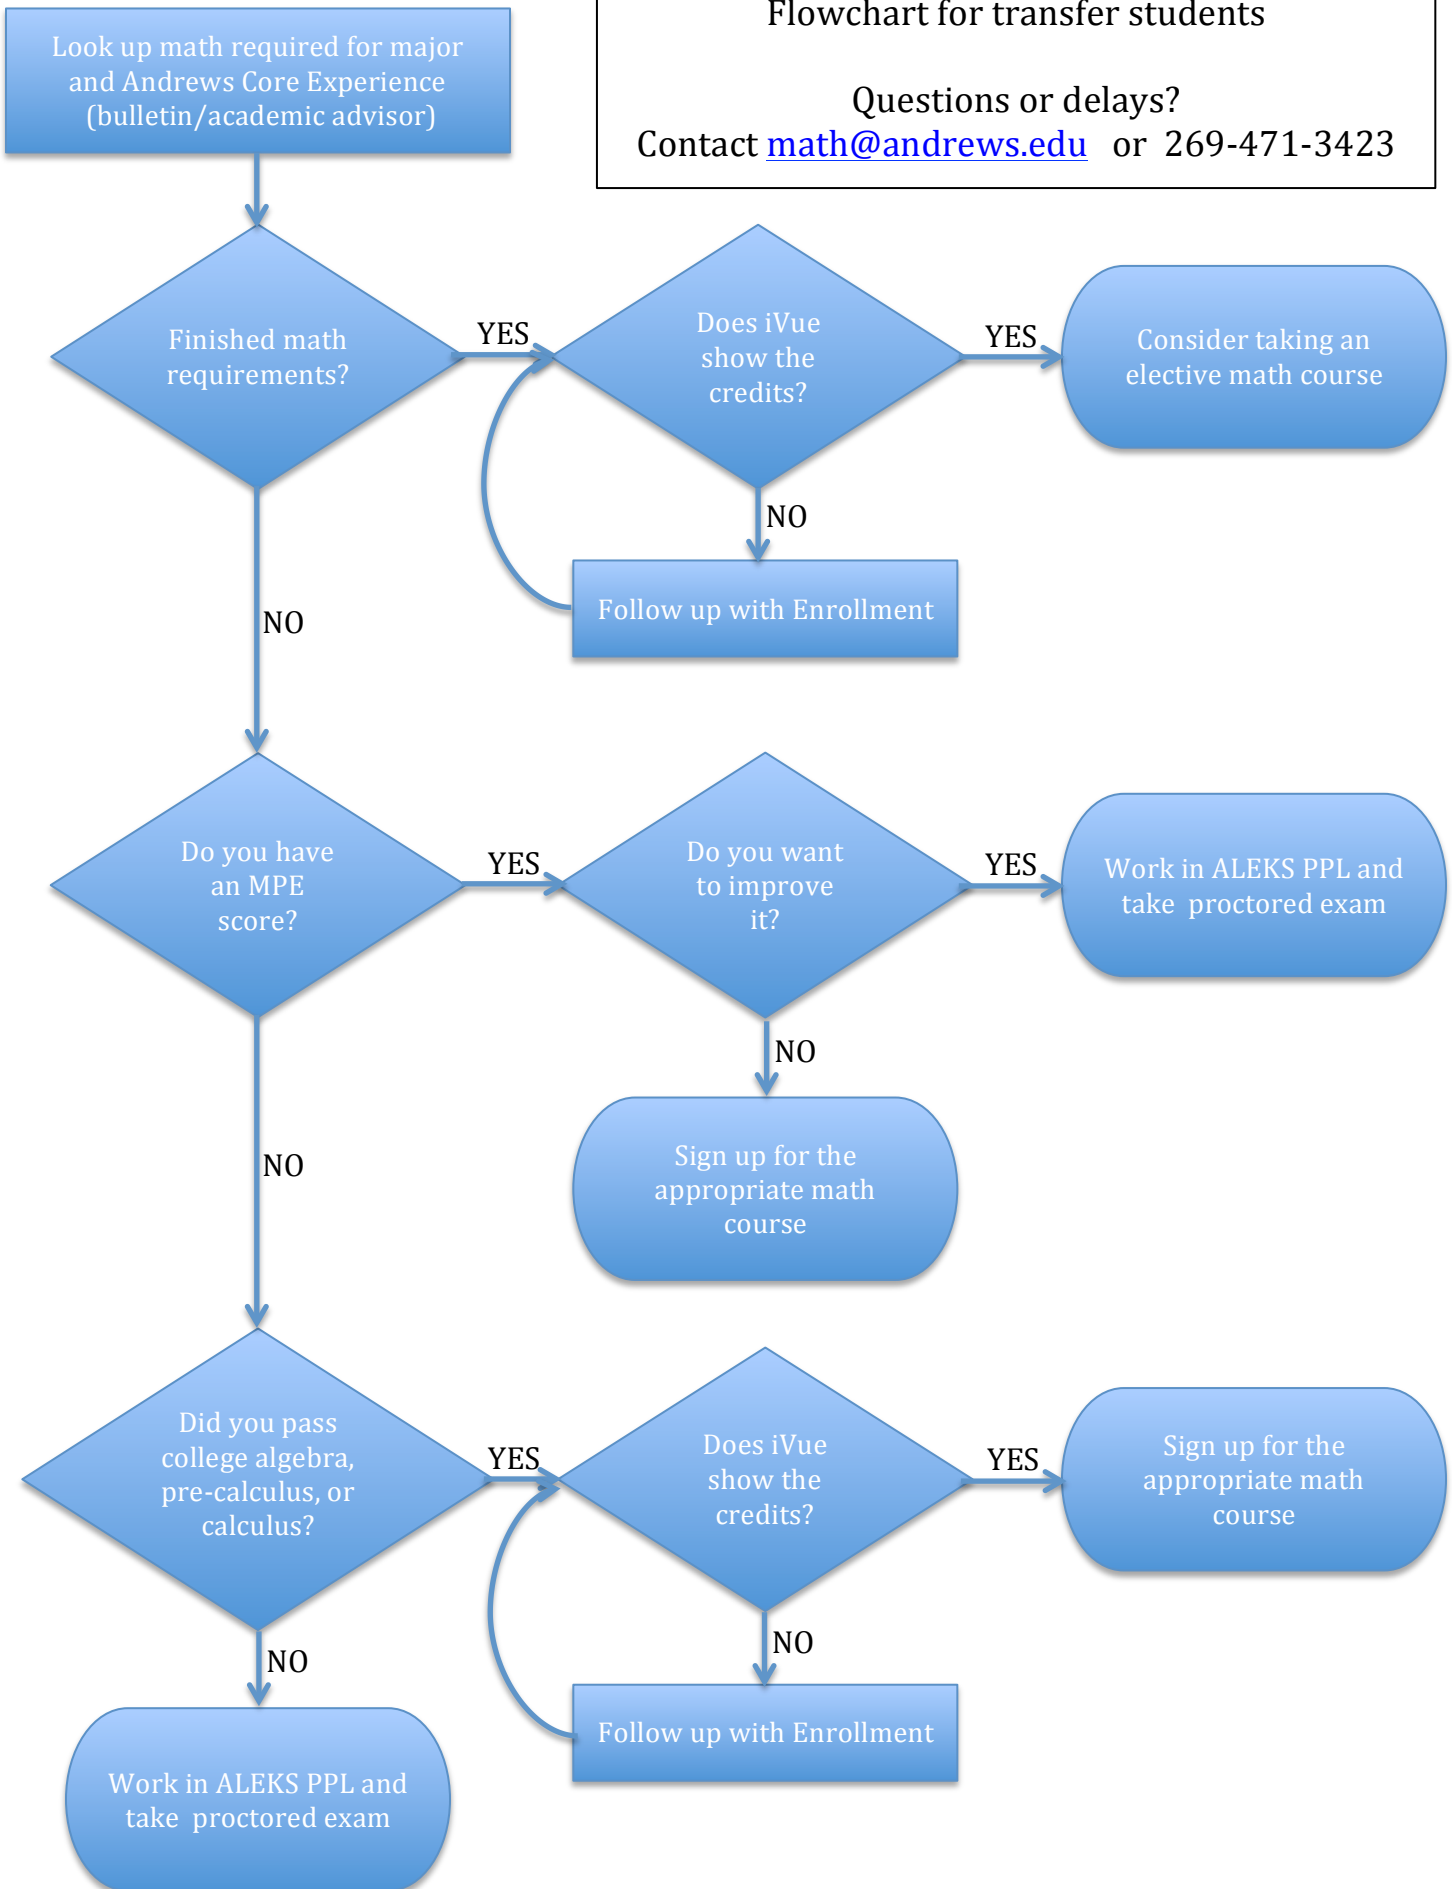 Look up math required for major
and Andrews Core Experience
(bulletin/academic advisor)
Flowchart for transfer students
Questions or delays?
Contact math@andrews.edu or 269-471-3423
Finished math
requirements?
YES
Does iVue
show the
credits?
YES
Consider taking an
elective math course
NO
Follow up with Enrollment
NO
Do you have
an MPE
score?
YES
Do you want
to improve
it?
YES
Work in ALEKS PPL and
take proctored exam
NO
Sign up for the
appropriate math
course
NO
Did you pass
college algebra,
pre-calculus, or
calculus?
YES
Does iVue
show the
credits?
YES
Sign up for the
appropriate math
course
NO
Follow up with Enrollment
NO
Work in ALEKS PPL and
take proctored exam